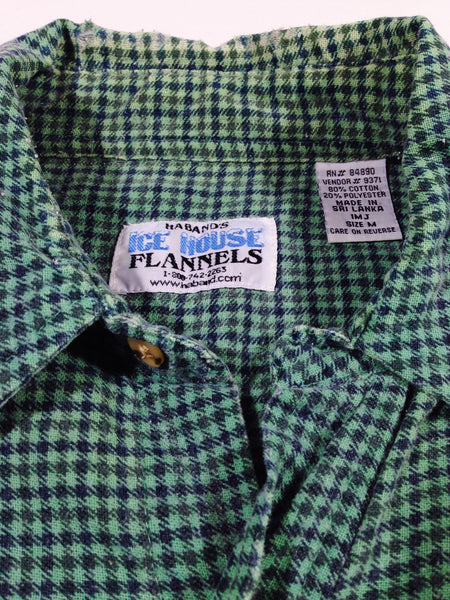 HABAND'S
ICE HOUSE
FLANNELS
1-800-742-2263
www.haband.com
RN# 84890
VENDOR# 9371
80% COTTON
20% POLYESTER
MADE IN
SRI LANKA
1MJ
SIZE M
CARE ON REVERSE